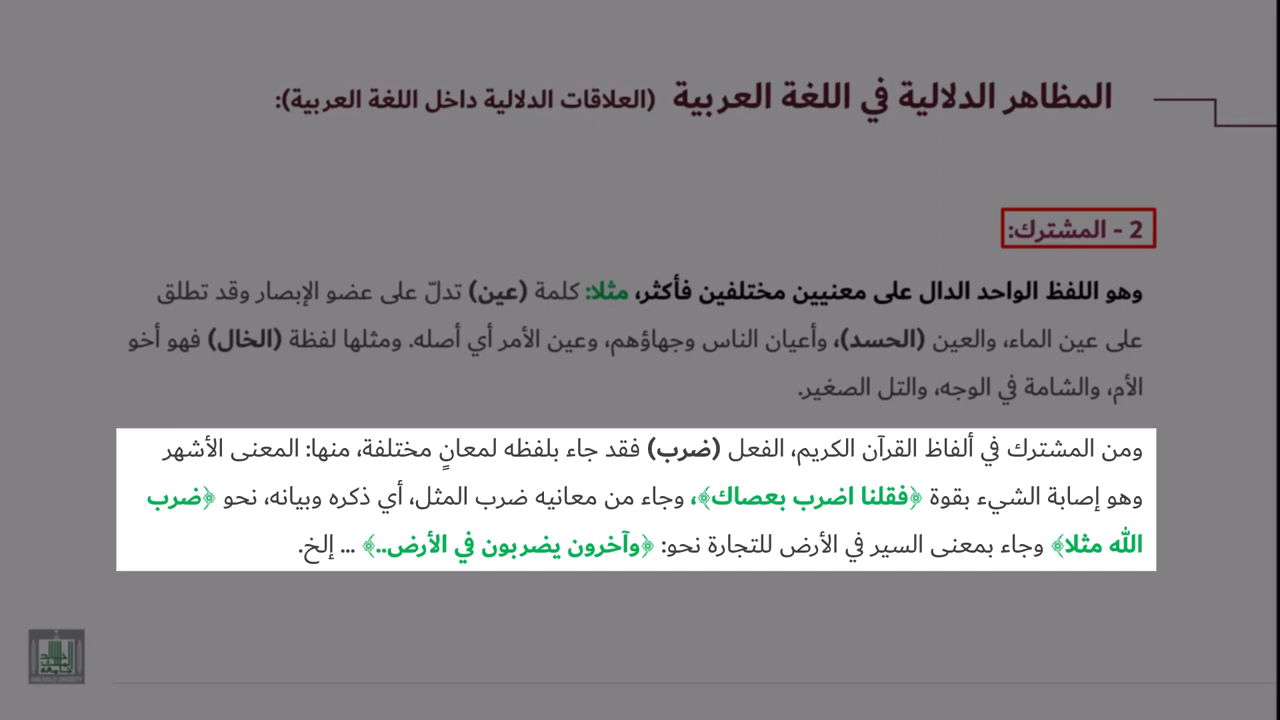 المظاهر الدلالية في اللغة العربية (العلاقات الدلالية داخل اللغة العربية):
2 - المشترك:
وهو اللفظ الواحد الدال على معنيين مختلفين فأكثر، مثلا: كلمة (عين) تدلّ على عضو الإبصار وقد تطلق
على عين الماء، والعين (الحسد)، وأعيان الناس وجهاؤهم، وعين الأمر أي أصله. ومثلها لفظة (الخال) فهو أخو
الأم، والشامة في الوجه، والتل الصغير.
ومن المشترك في ألفاظ القرآن الكريم، الفعل (ضرب) فقد جاء بلفظه لمعانٍ مختلفة، منها: المعنى الأشهر
وهو إصابة الشيء بقوة ﴿فقلنا اضرب بعصاك﴾، وجاء من معانيه ضرب المثل، أي ذكره وبيانه، نحو ﴿ضرب
الله مثلا﴾ وجاء بمعنى السير في الأرض للتجارة نحو: ﴿وآخرون يضربون في الأرض..﴾ ... إلخ.